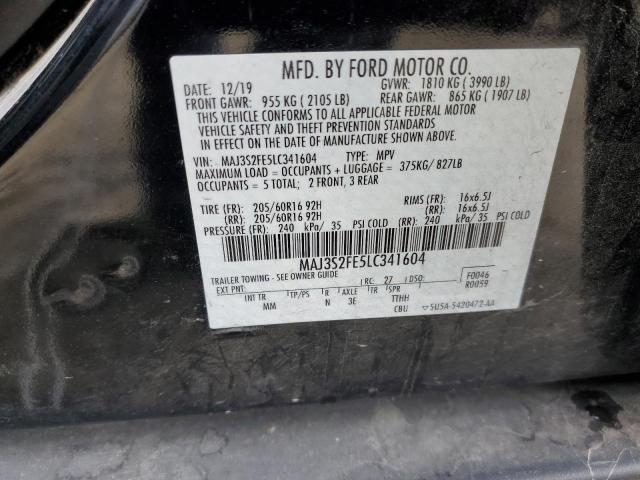 MFD. BY FORD MOTOR CO.
DATE: 12/19 GVWR: 1810 KG ( 3990 LB)
FRONT GAWR: 955 KG ( 2105 LB) REAR GAWR: 865 KG ( 1907 LB)
THIS VEHICLE CONFORMS TO ALL APPLICABLE FEDERAL MOTOR
VEHICLE SAFETY AND THEFT PREVENTION STANDARDS
IN EFFECT ON THE DATE OF MANUFACTURE SHOWN ABOVE.
VIN: MAJ3S2FE5LC341604 TYPE: MPV
MAXIMUM LOAD = OCCUPANTS + LUGGAGE = 375KG/ 827LB
OCCUPANTS = 5 TOTAL; 2 FRONT, 3 REAR
TIRE (FR): 205/60R16 92H RIMS (FR): 16x6.5J
(RR): 205/60R16 92H (RR): 16x6.5J
PRESSURE (FR): 240 kPa/ 35 PSI COLD (RR): 240 kPa/ 35 PSI COLD
MAJ3S2FE5LC341604
TRAILER TOWING - SEE OWNER GUIDE
EXT PNT: RC: 27 DSO: F0046
R0059
INT TR TP/PS R AXLE TR SPR
MM N 3E TTHH
CBU 5U5A-5420472-AA